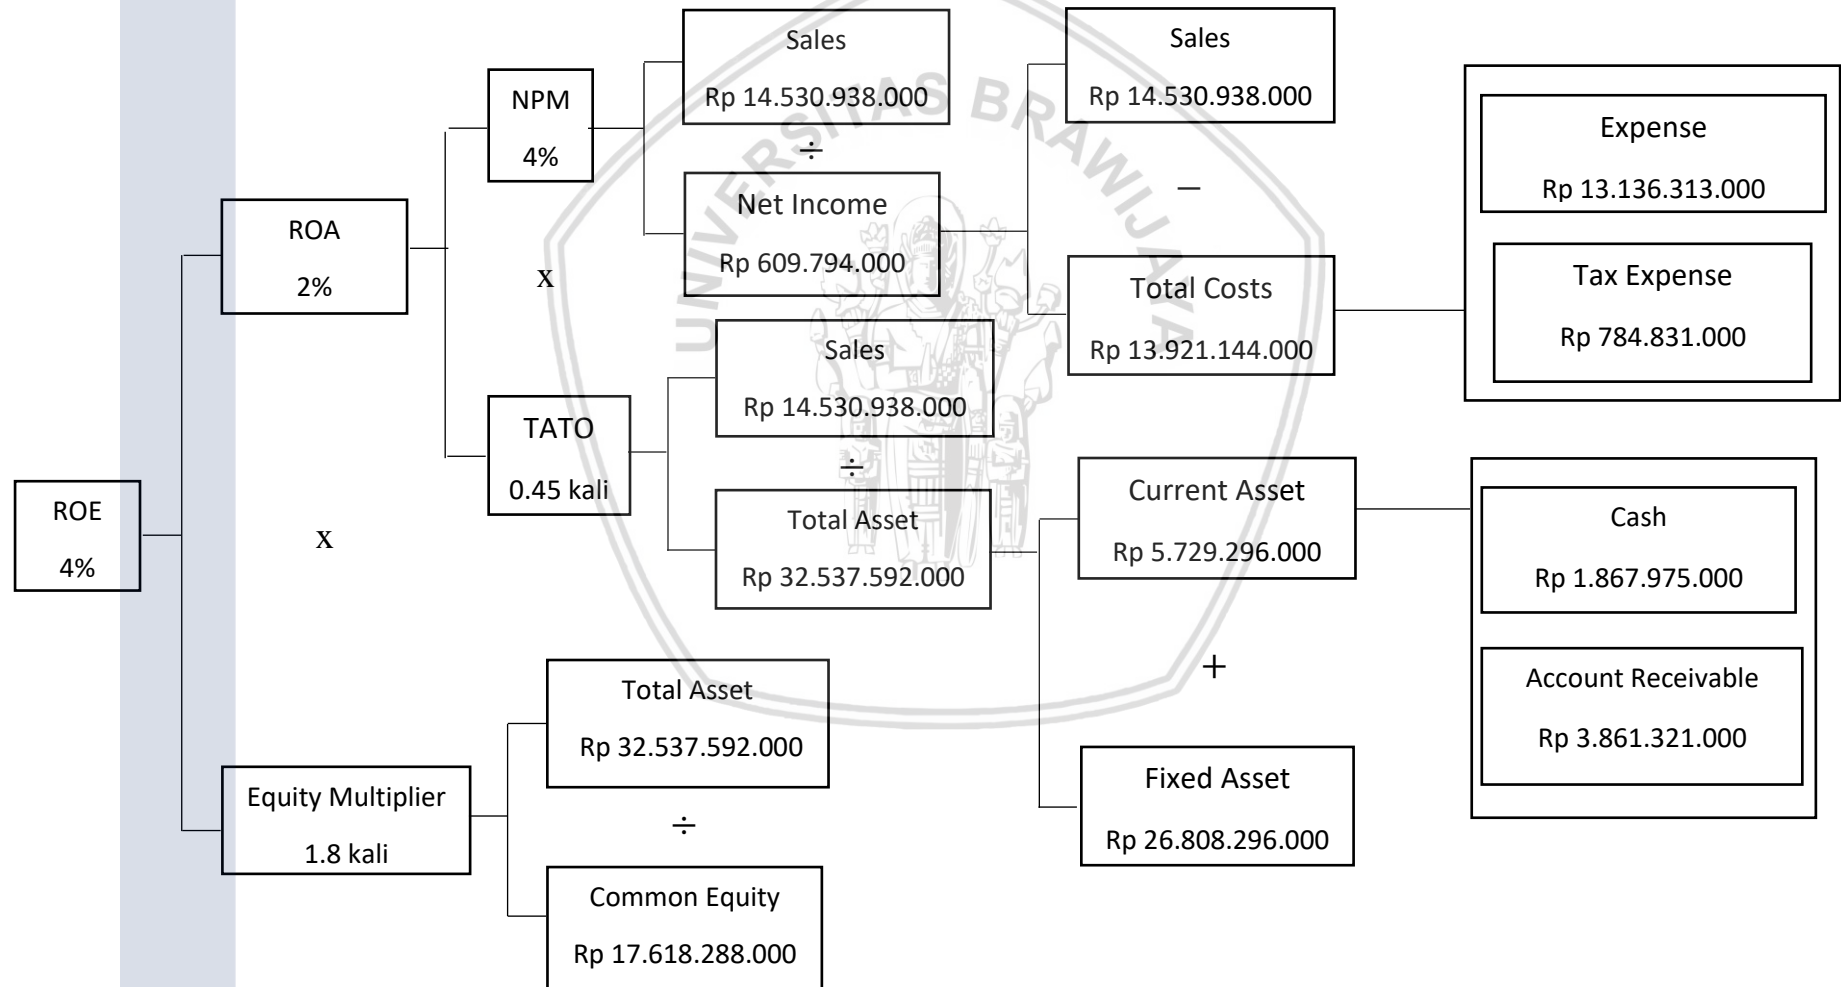 UNIVERSITAS BRAWIJAYA
ROE
4%
x
ROA
2%
Equity Multiplier
1.8 kali
NPM
4%
x
TATO
0.45 kali
Sales
Rp 14.530.938.000
÷
Net Income
Rp 609.794.000
Sales
Rp 14.530.938.000
÷
Total Asset
Rp 32.537.592.000
Total Asset
Rp 32.537.592.000
÷
Common Equity
Rp 17.618.288.000
Sales
Rp 14.530.938.000
−
Total Costs
Rp 13.921.144.000
Current Asset
Rp 5.729.296.000
+
Fixed Asset
Rp 26.808.296.000
Expense
Rp 13.136.313.000
Tax Expense
Rp 784.831.000
Cash
Rp 1.867.975.000
Account Receivable
Rp 3.861.321.000